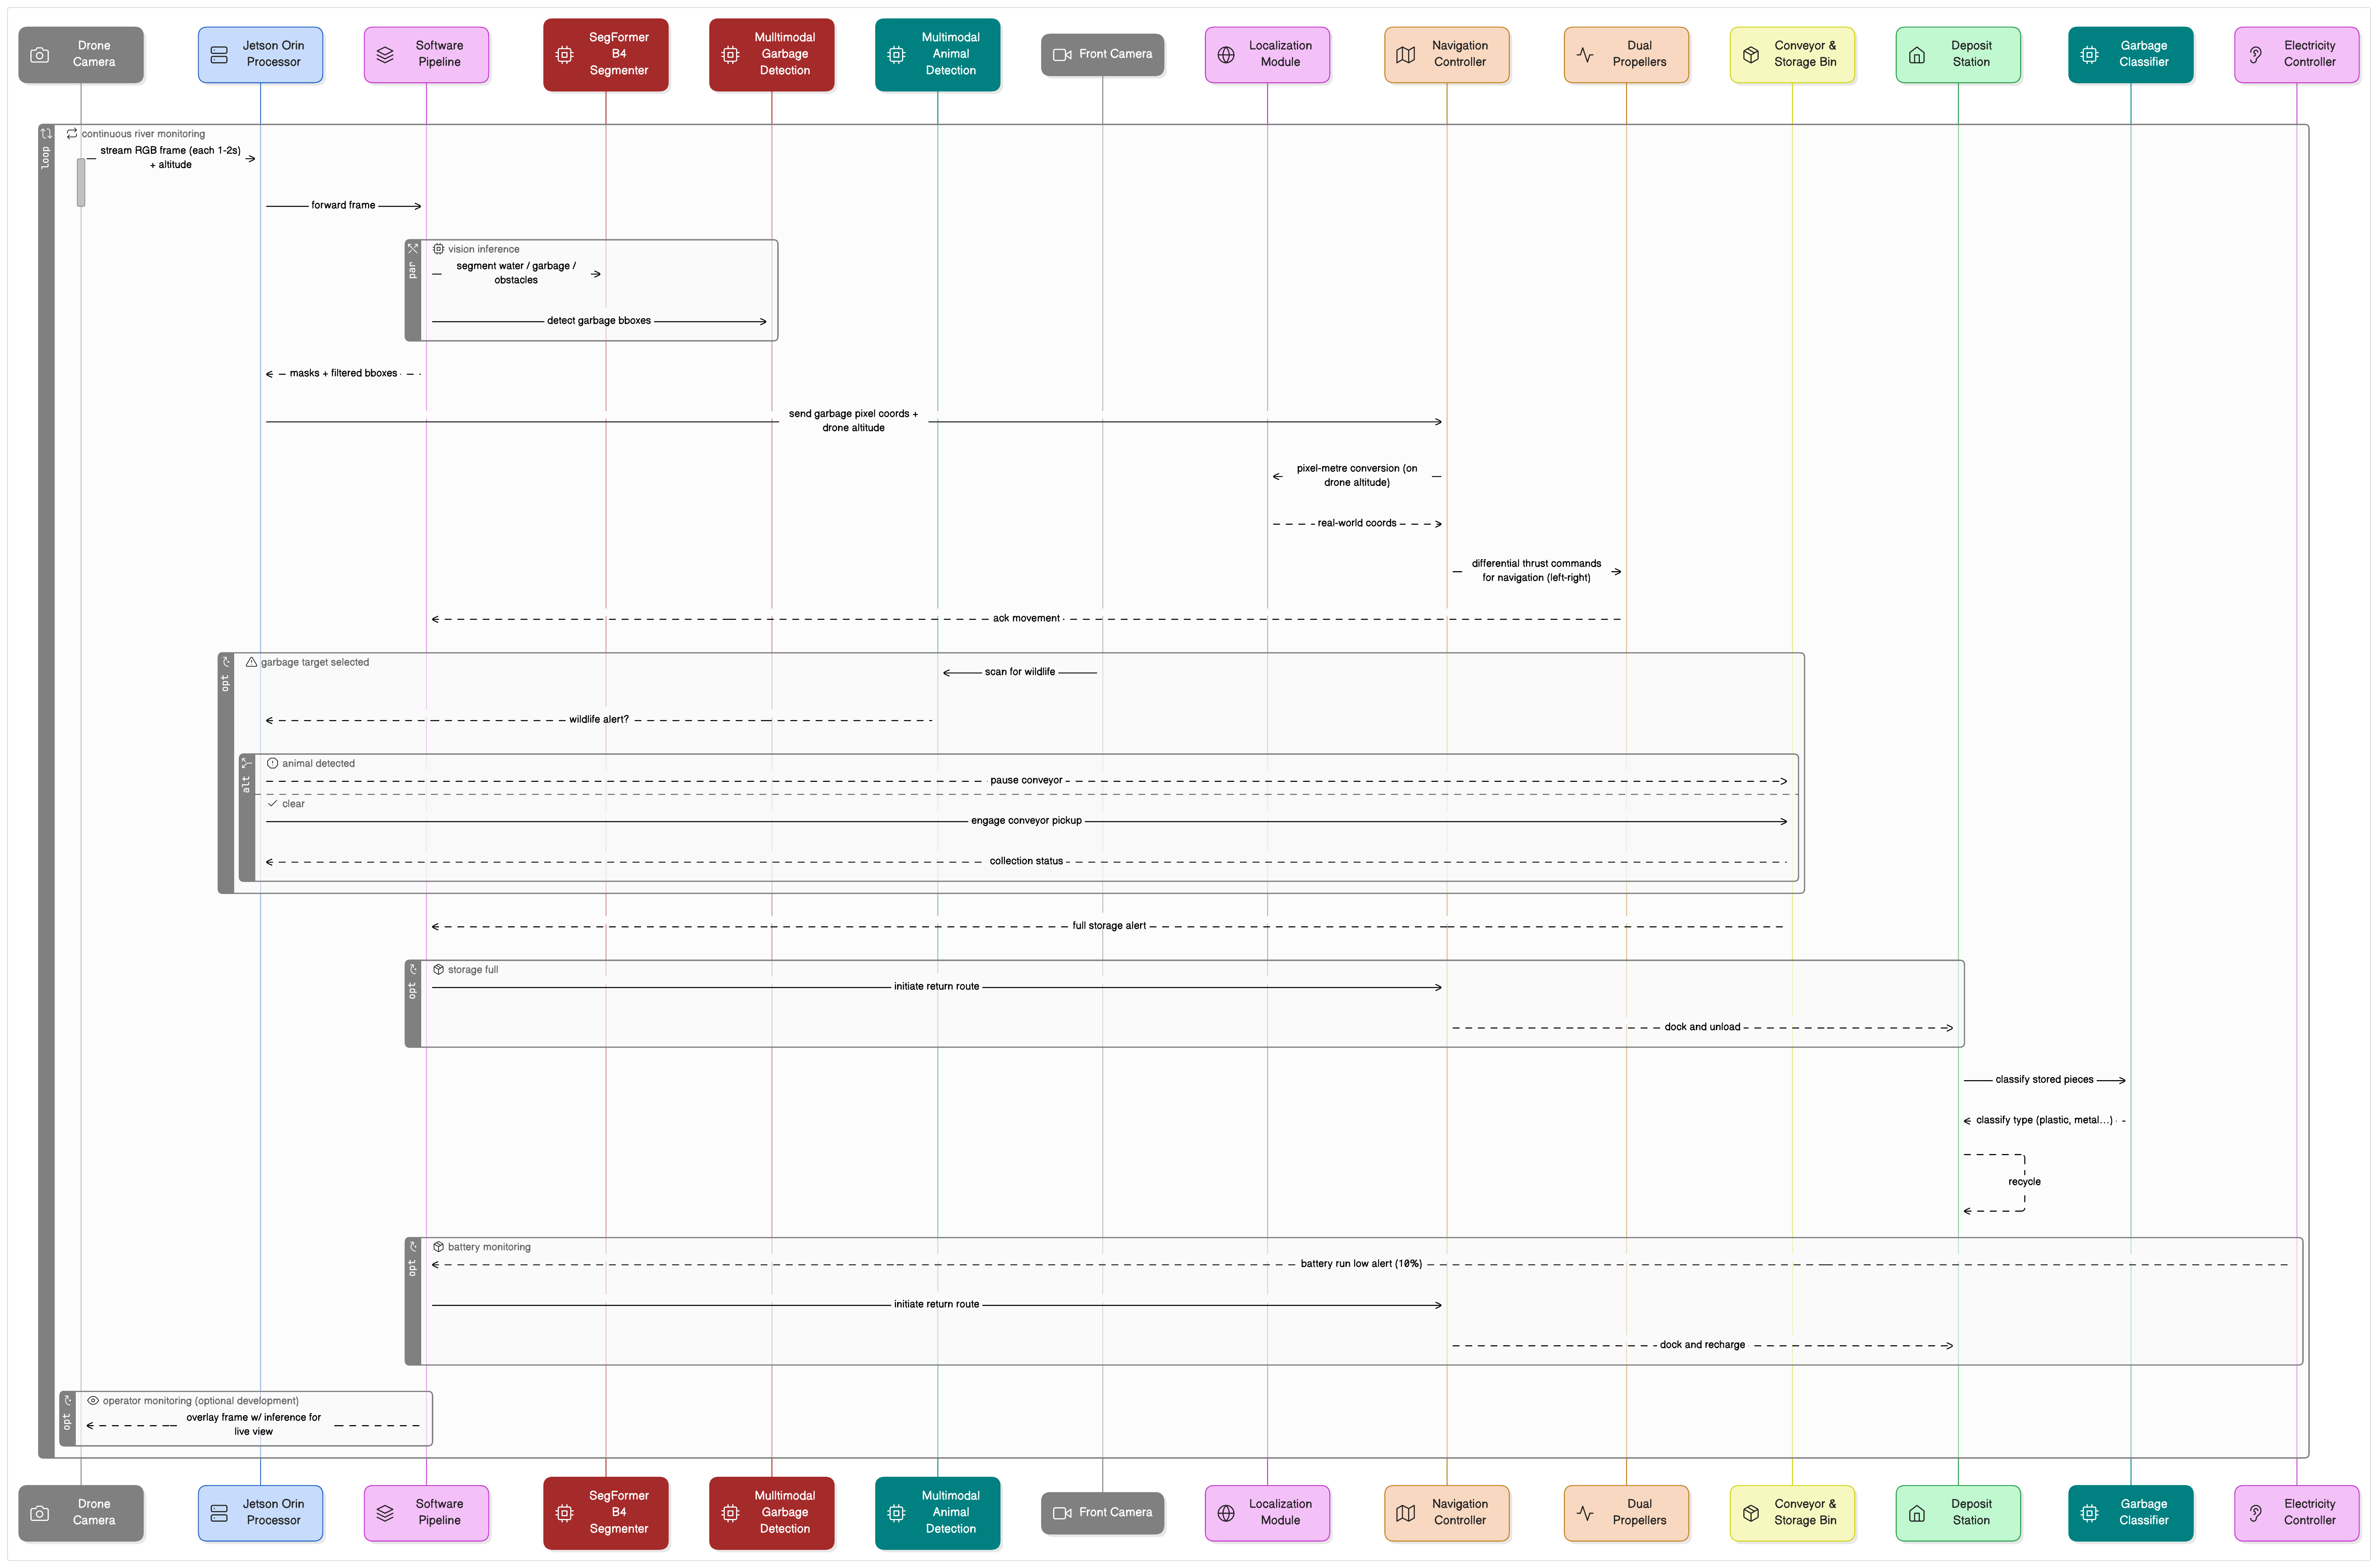 Drone
Camera
Jetson Orin
Processor
Software
Pipeline
SegFormer
B4
Segmenter
Mulltimodal
Garbage
Detection
Multimodal
Animal
Detection
Front Camera
Localization
Module
Navigation
Controller
Dual
Propellers
Conveyor &
Storage Bin
Deposit
Station
Garbage
Classifier
Electricity
Controller
loop
continuous river monitoring
stream RGB frame (each 1-2s)
+ altitude
forward frame
par
vision inference
segment water / garbage /
obstacles
detect garbage bboxes
masks + filtered bboxes
send garbage pixel coords +
drone altitude
pixel-metre conversion (on
drone altitude)
real-world coords
differential thrust commands
for navigation (left-right)
ack movement
opt
garbage target selected
scan for wildlife
wildlife alert?
alt
animal detected
pause conveyor
clear
engage conveyor pickup
collection status
full storage alert
opt
storage full
initiate return route
dock and unload
classify stored pieces
classify type (plastic, metal...)
recycle
opt
battery monitoring
battery run low alert (10%)
initiate return route
dock and recharge
opt
operator monitoring (optional development)
overlay frame w/ inference for
live view
Drone
Camera
Jetson Orin
Processor
Software
Pipeline
SegFormer
B4
Segmenter
Mulltimodal
Garbage
Detection
Multimodal
Animal
Detection
Front Camera
Localization
Module
Navigation
Controller
Dual
Propellers
Conveyor &
Storage Bin
Deposit
Station
Garbage
Classifier
Electricity
Controller